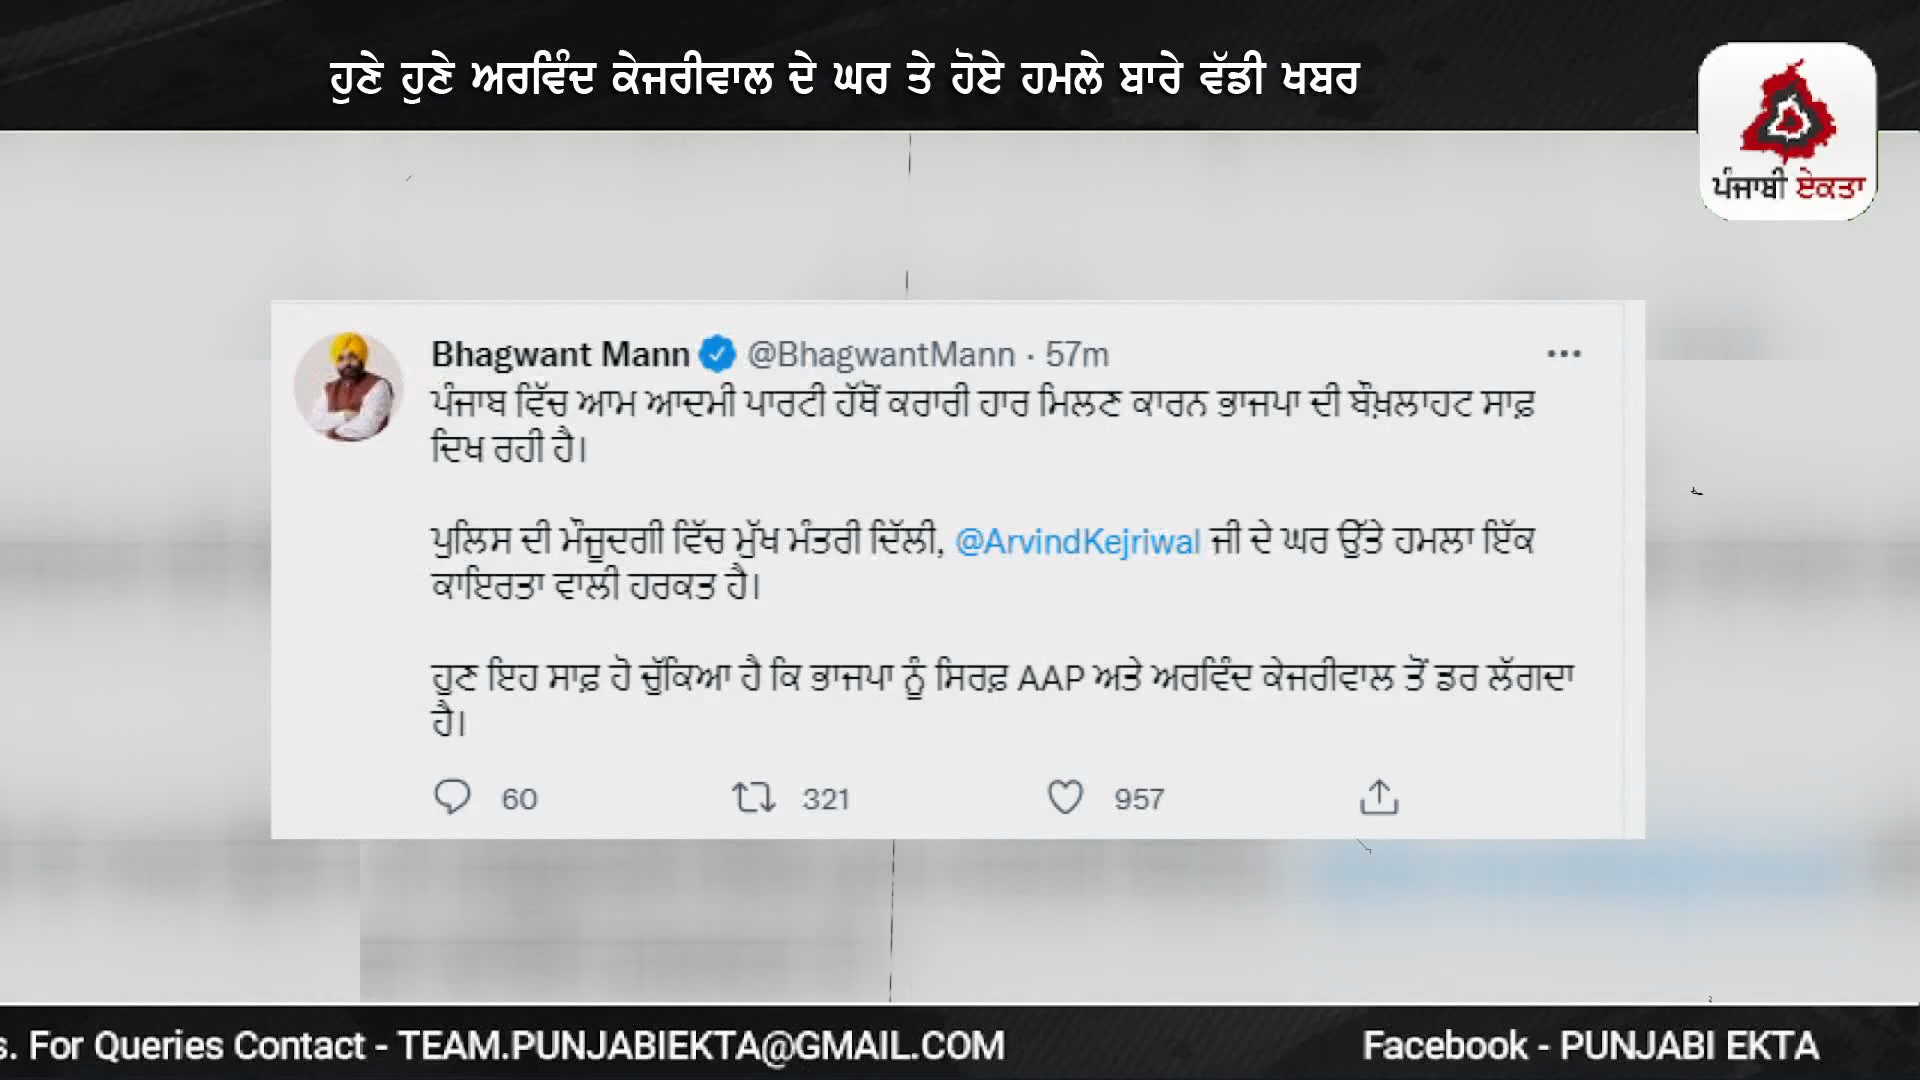 ਹੁਣੇ ਹੁਣੇ ਅਰਵਿੰਦ ਕੇਜਰੀਵਾਲ ਦੇ ਘਰ ਤੇ ਹੋਏ ਹਮਲੇ ਬਾਰੇ ਵੱਡੀ ਖਬਰ
ਪੰਜਾਬੀ ਏਕਤਾ
Bhagwant Mann @BhagwantMann · 57m
ਪੰਜਾਬ ਵਿੱਚ ਆਮ ਆਦਮੀ ਪਾਰਟੀ ਹੱਥੋਂ ਕਰਾਰੀ ਹਾਰ ਮਿਲਣ ਕਾਰਨ ਭਾਜਪਾ ਦੀ ਬੌਖ਼ਲਾਹਟ ਸਾਫ਼
ਦਿਖ ਰਹੀ ਹੈ।
ਪੁਲਿਸ ਦੀ ਮੌਜੂਦਗੀ ਵਿੱਚ ਮੁੱਖ ਮੰਤਰੀ ਦਿੱਲੀ, @ArvindKejriwal ਜੀ ਦੇ ਘਰ ਉੱਤੇ ਹਮਲਾ ਇੱਕ
ਕਾਇਰਤਾ ਵਾਲੀ ਹਰਕਤ ਹੈ।
ਹੁਣ ਇਹ ਸਾਫ਼ ਹੋ ਚੁੱਕਿਆ ਹੈ ਕਿ ਭਾਜਪਾ ਨੂੰ ਸਿਰਫ਼ AAP ਅਤੇ ਅਰਵਿੰਦ ਕੇਜਰੀਵਾਲ ਤੋਂ ਡਰ ਲੱਗਦਾ
ਹੈ।
60 321 957
s. For Queries Contact - TEAM.PUNJABIEKTA@GMAIL.COM Facebook - PUNJABI EKTA